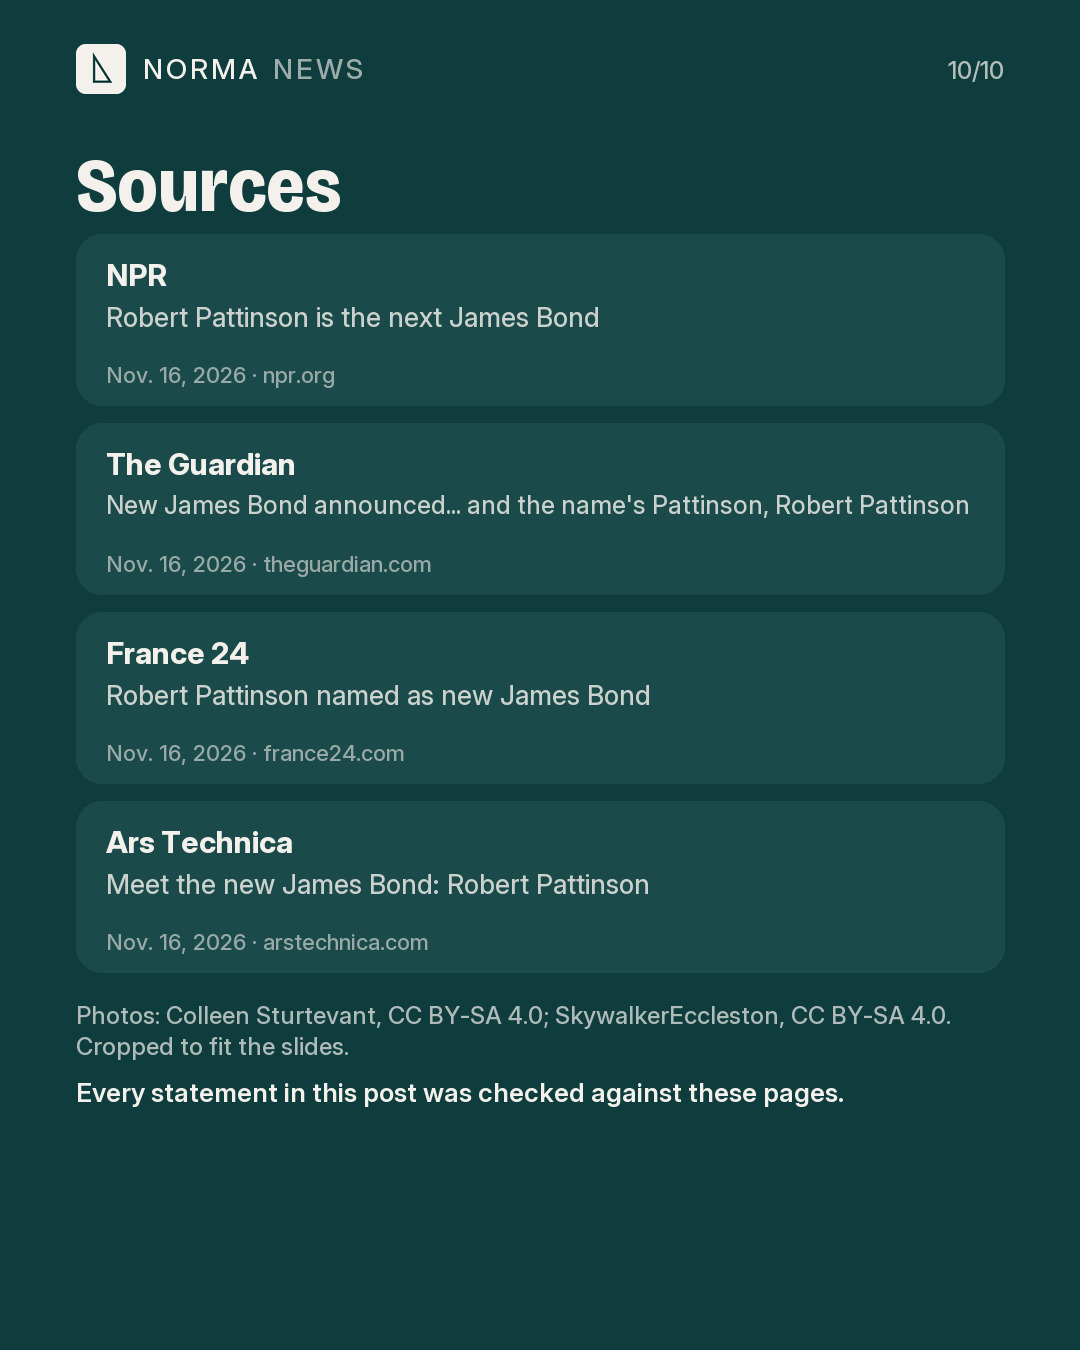 NORMA NEWS
10/10
Sources
NPR
Robert Pattinson is the next James Bond
Nov. 16, 2026 · npr.org
The Guardian
New James Bond announced… and the name's Pattinson, Robert Pattinson
Nov. 16, 2026 · theguardian.com
France 24
Robert Pattinson named as new James Bond
Nov. 16, 2026 · france24.com
Ars Technica
Meet the new James Bond: Robert Pattinson
Nov. 16, 2026 · arstechnica.com
Photos: Colleen Sturtevant, CC BY-SA 4.0; SkywalkerEccleston, CC BY-SA 4.0.
Cropped to fit the slides.
Every statement in this post was checked against these pages.